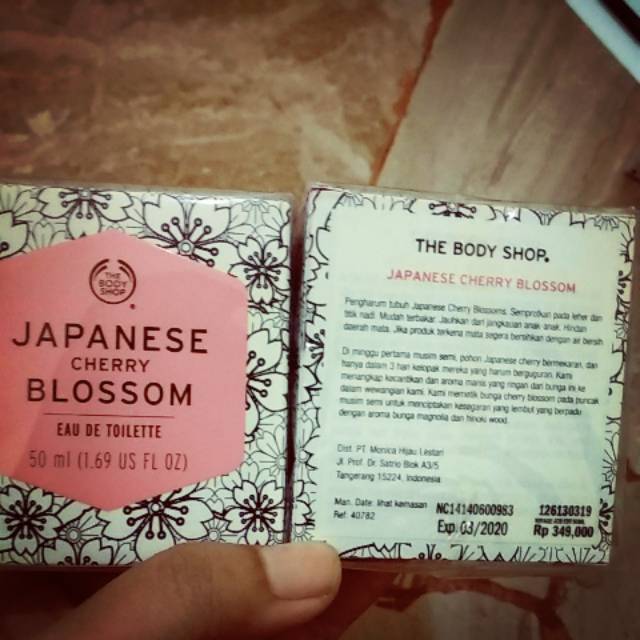 THE
BODY
SHOP
JAPANESE
CHERRY
BLOSSOM
EAU DE TOILETTE
50 ml (1.69 US FL OZ)
THE BODY SHOP.
JAPANESE CHERRY BLOSSOM
Pengharum tubuh Japanese Cherry Blossoms. Semprotkan pada leher dan
titik nadi. Mudah terbakar. Jauhkan dari jangkauan anak anak. Hindari
daerah mata. Jika produk terkena mata segera bersihkan dengan air bersih.
Di minggu pertama musim semi, pohon Japanese cherry bermekaran, dan
hanya dalam 3 hari kelopak mereka yang harum berguguran. Kami
menangkap kecantikan dan aroma manis yang ringan dari bunga ini ke
dalam wewangian kami. Kami memetik bunga cherry blossom pada puncak
musim semi untuk menciptakan kesegaran yang lembut yang berpadu
dengan aroma bunga magnolia dan hinoki wood.
Dist. PT. Monica Hijau Lestari
Jl. Prof. Dr. Satrio Blok A3/5
Tangerang 15224, Indonesia
Man. Date: lihat kemasan
Ref: 40782
NC14140600983
Exp. 03/2020
126130319
Rp 349,000